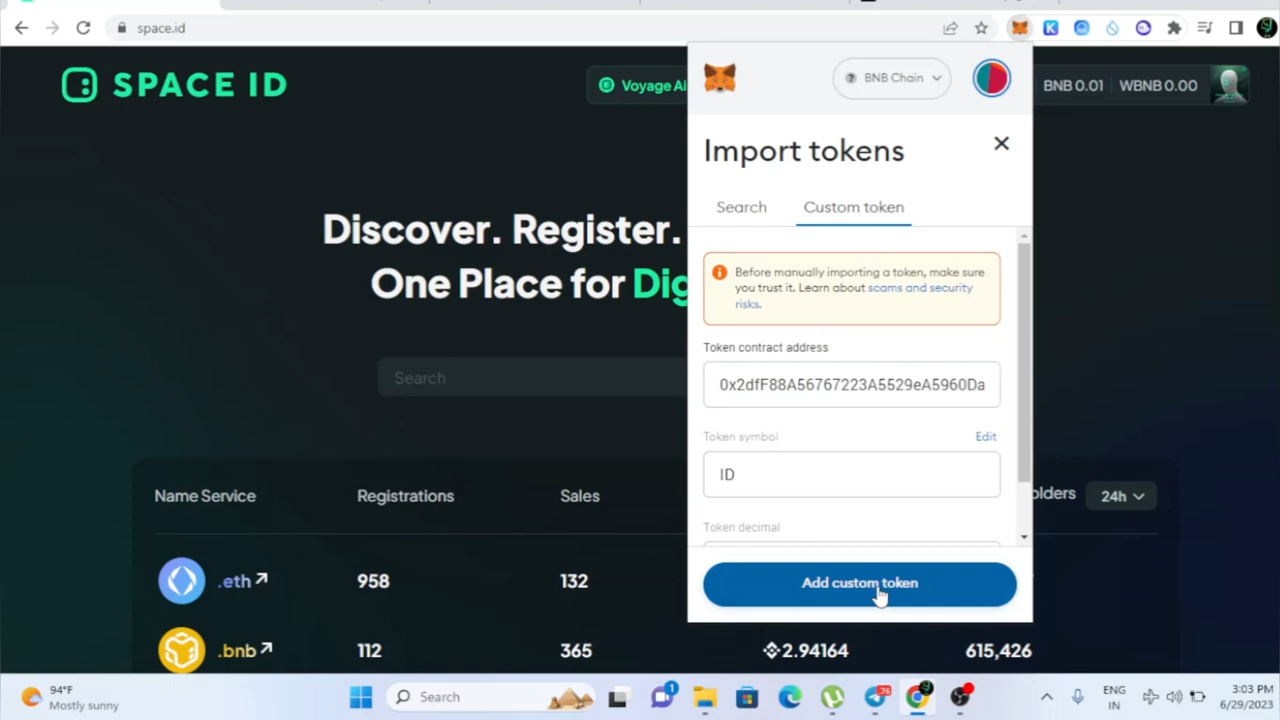 space.id
SPACE ID
Voyage
BNB Chain
BNB 0.01
WBNB 0.00
Import tokens
Search
Custom token
Before manually importing a token, make sure
you trust it. Learn about scams and security
risks.
Token contract address
0x2dfF88A56767223A5529eA5960Da
Token symbol
Edit
ID
Token decimal
Add custom token
Discover. Register.
One Place for Dig
Search
Name Service
Registrations
Sales
olders
24h
.eth
958
132
.bnb
112
365
2.94164
615,426
94°F
Mostly sunny
Search
1
76
ENG
IN
3:03 PM
6/29/2023